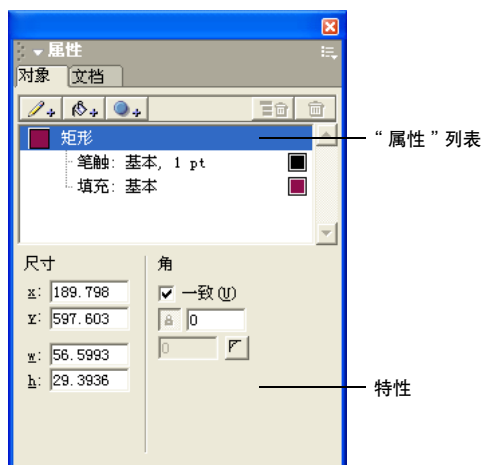 属性
对象 文档
矩形
“属性”列表
笔触: 基本, 1 pt
填充: 基本
尺寸 角
x: 189.798 一致(U)
y: 597.603 0
w: 56.5993 0
h: 29.3936
特性